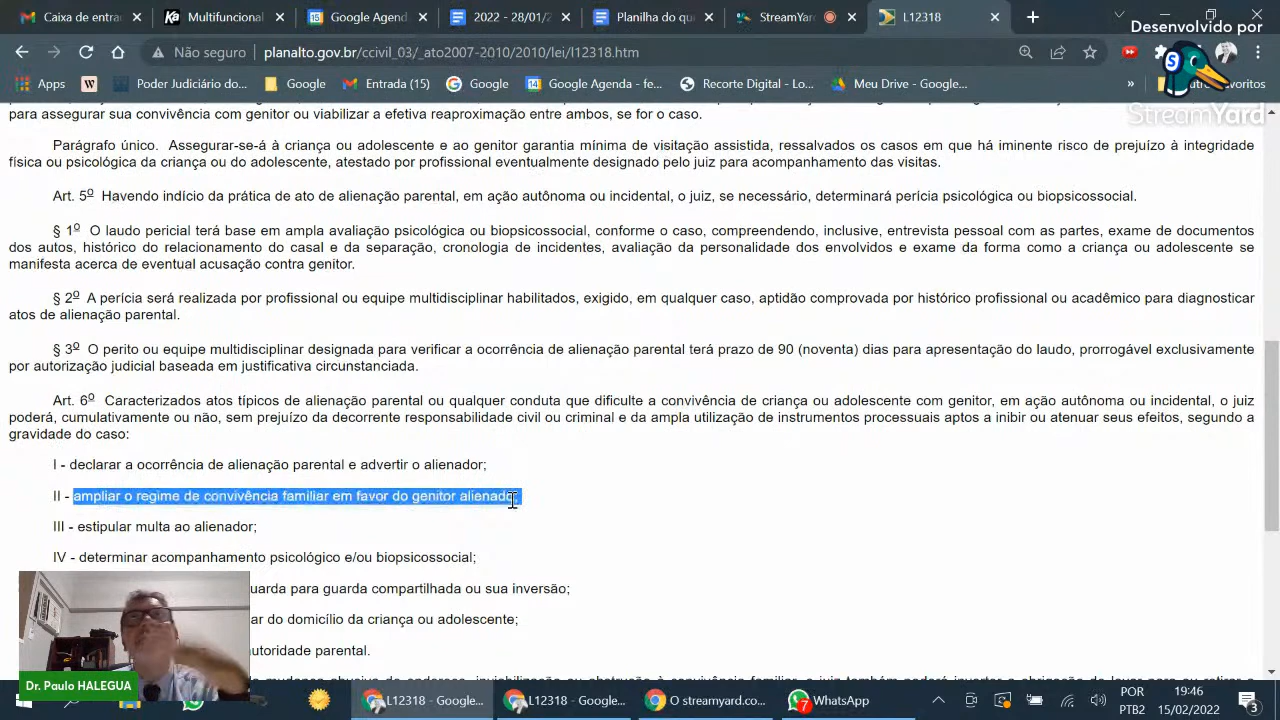 Caixa de entra
Multifuncional
Google Agend
2022 - 28/01/2
Planilha do qu
StreamYard
L12318
Desenvolvido por
Não seguro
planalto.gov.br/ccivil_03/_ato2007-2010/2010/lei/l12318.htm
Apps
Poder Judiciário do...
Google
Entrada (15)
Google
Google Agenda - fe...
Recorte Digital - Lo...
Meu Drive - Google...
»
favoritos
StreamYard
para assegurar sua convivência com genitor ou viabilizar a efetiva reaproximação entre ambos, se for o caso.
Parágrafo único. Assegurar-se-á à criança ou adolescente e ao genitor garantia mínima de visitação assistida, ressalvados os casos em que há iminente risco de prejuízo à integridade
física ou psicológica da criança ou do adolescente, atestado por profissional eventualmente designado pelo juiz para acompanhamento das visitas.
Art. 5º Havendo indício da prática de ato de alienação parental, em ação autônoma ou incidental, o juiz, se necessário, determinará perícia psicológica ou biopsicossocial.
§ 1º O laudo pericial terá base em ampla avaliação psicológica ou biopsicossocial, conforme o caso, compreendendo, inclusive, entrevista pessoal com as partes, exame de documentos
dos autos, histórico do relacionamento do casal e da separação, cronologia de incidentes, avaliação da personalidade dos envolvidos e exame da forma como a criança ou adolescente se
manifesta acerca de eventual acusação contra genitor.
§ 2º A perícia será realizada por profissional ou equipe multidisciplinar habilitados, exigido, em qualquer caso, aptidão comprovada por histórico profissional ou acadêmico para diagnosticar
atos de alienação parental.
§ 3º O perito ou equipe multidisciplinar designada para verificar a ocorrência de alienação parental terá prazo de 90 (noventa) dias para apresentação do laudo, prorrogável exclusivamente
por autorização judicial baseada em justificativa circunstanciada.
Art. 6º Caracterizados atos típicos de alienação parental ou qualquer conduta que dificulte a convivência de criança ou adolescente com genitor, em ação autônoma ou incidental, o juiz
poderá, cumulativamente ou não, sem prejuízo da decorrente responsabilidade civil ou criminal e da ampla utilização de instrumentos processuais aptos a inibir ou atenuar seus efeitos, segundo a
gravidade do caso:
I - declarar a ocorrência de alienação parental e advertir o alienador;
II - ampliar o regime de convivência familiar em favor do genitor alienado;
III - estipular multa ao alienador;
IV - determinar acompanhamento psicológico e/ou biopsicossocial;
uarda para guarda compartilhada ou sua inversão;
ar do domicílio da criança ou adolescente;
utoridade parental.
Dr. Paulo HALEGUA
L12318 - Google...
L12318 - Google...
O streamyard.co...
7
WhatsApp
POR
PTB2
19:46
15/02/2022
3